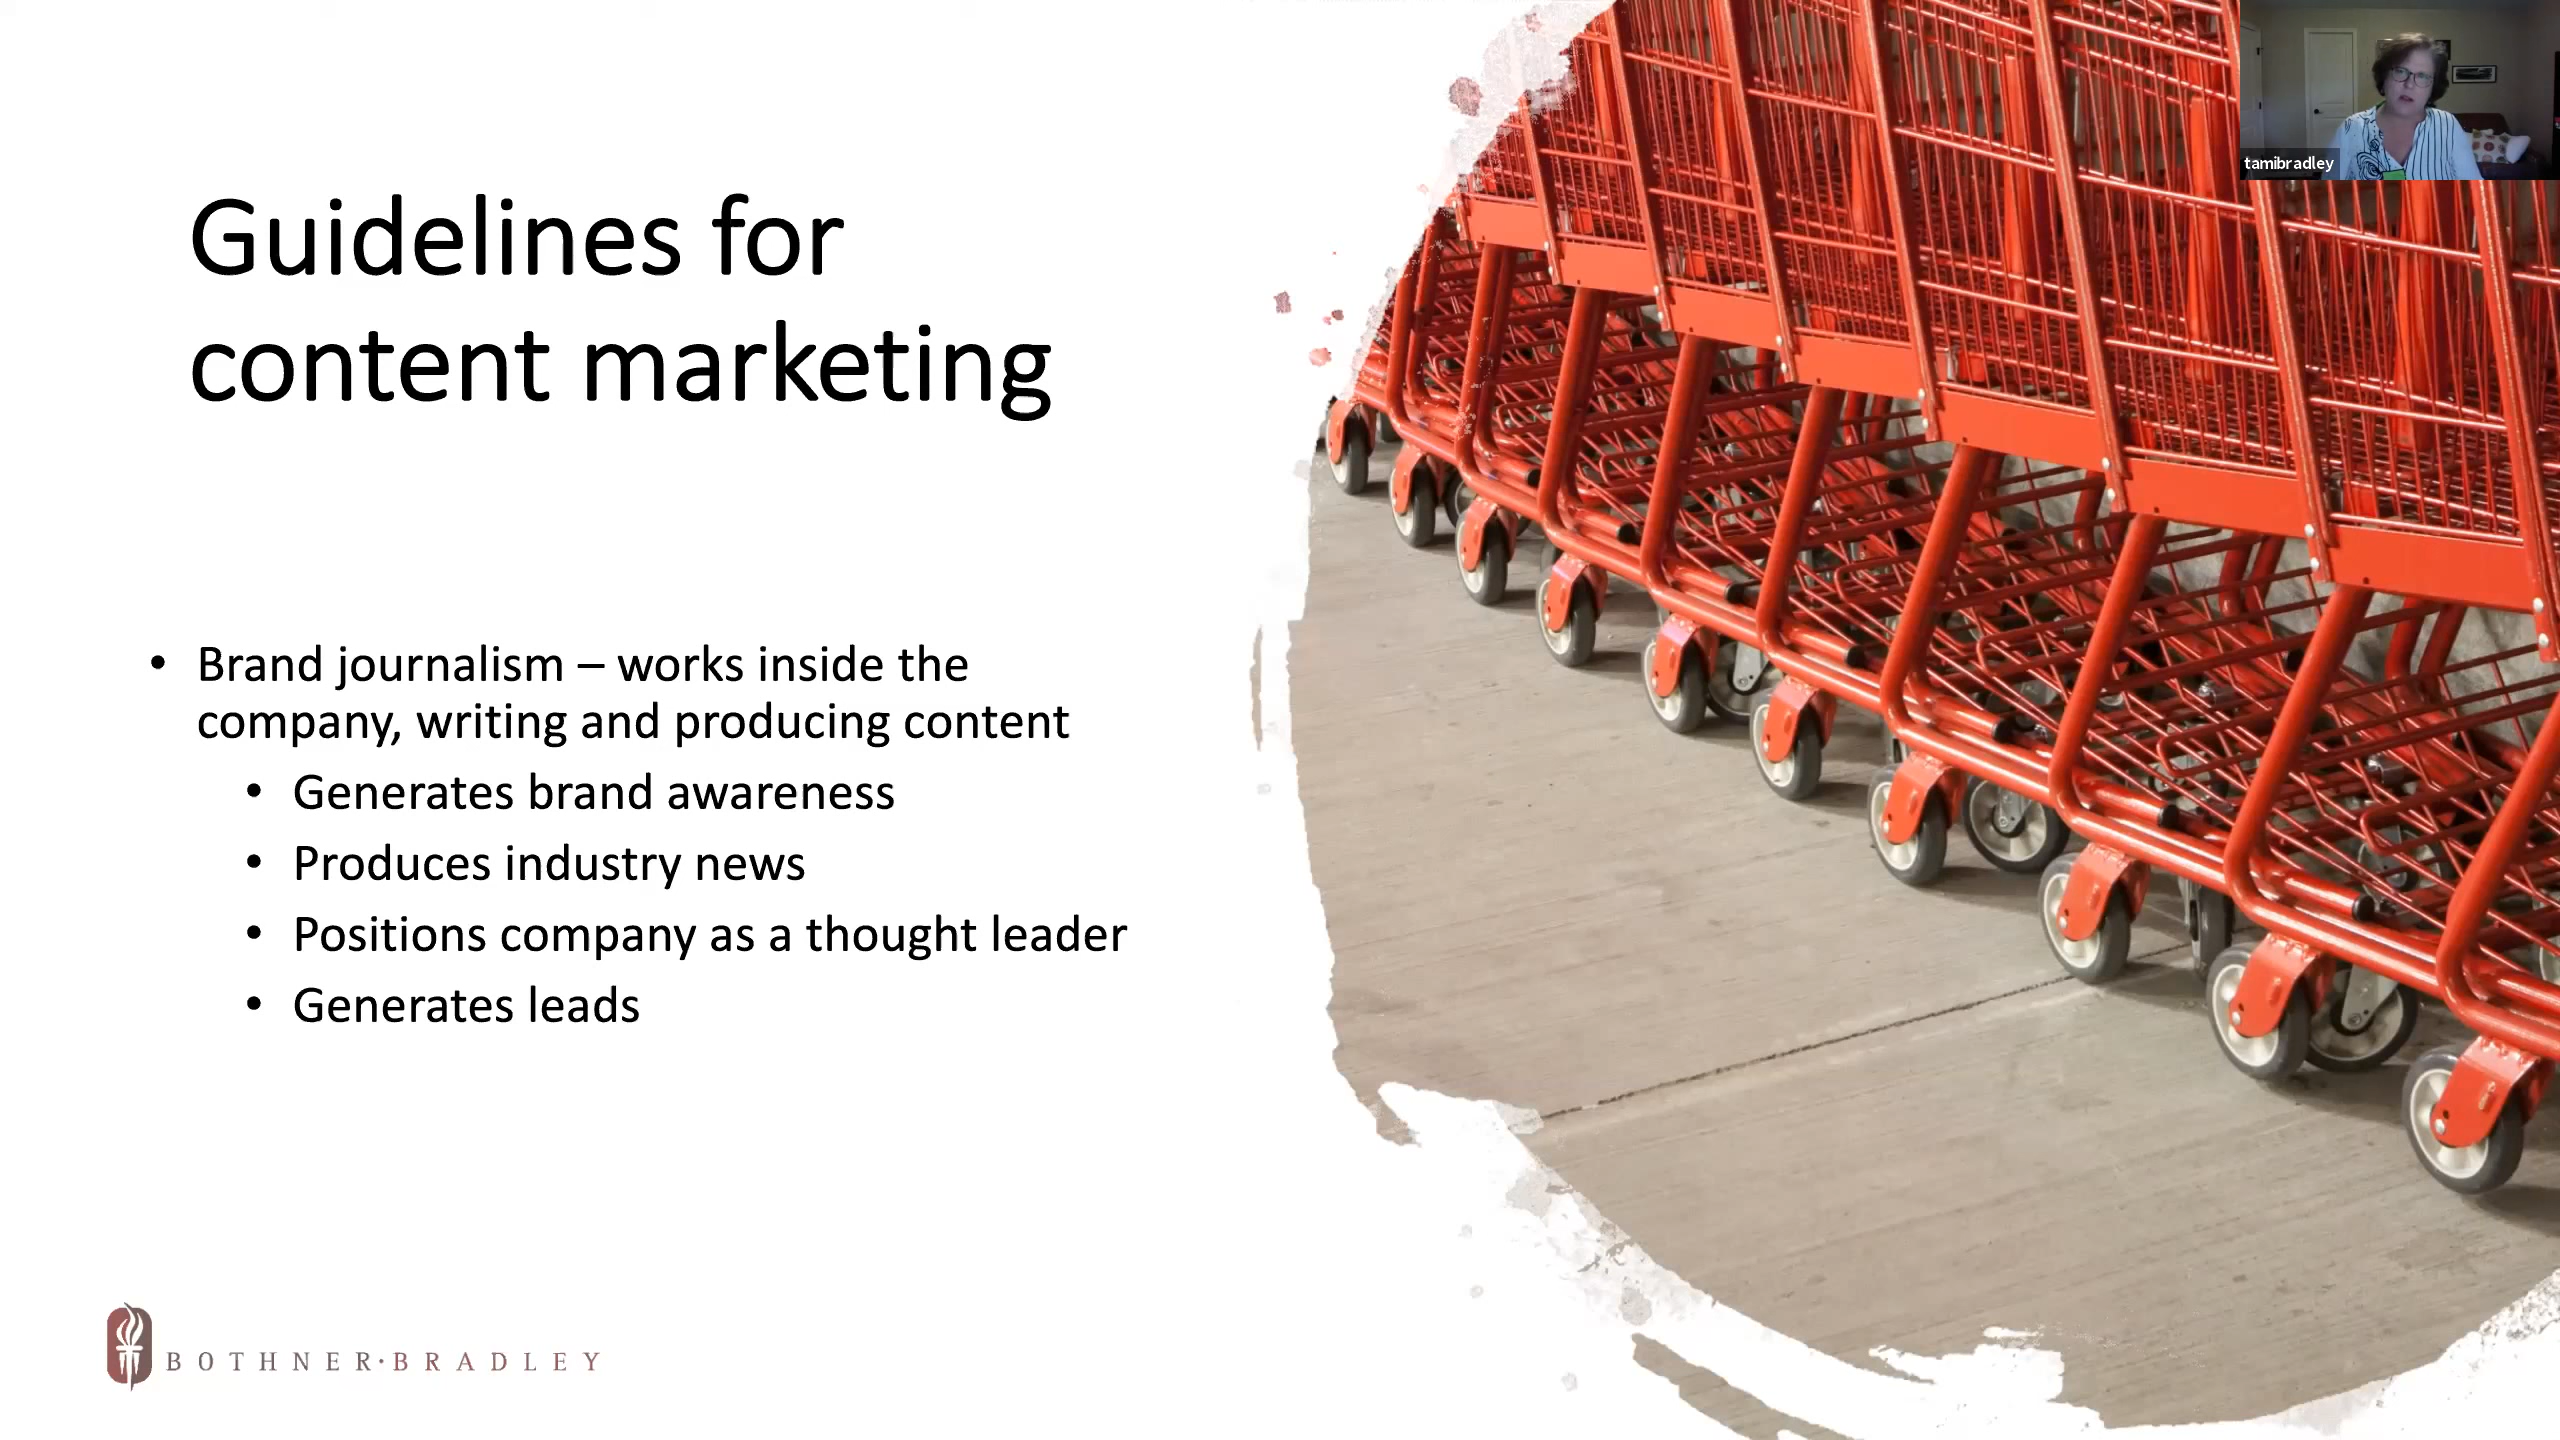 tamibradley
Guidelines for
content marketing
• Brand journalism – works inside the
company, writing and producing content
• Generates brand awareness
• Produces industry news
• Positions company as a thought leader
• Generates leads
BOTHNER·BRADLEY